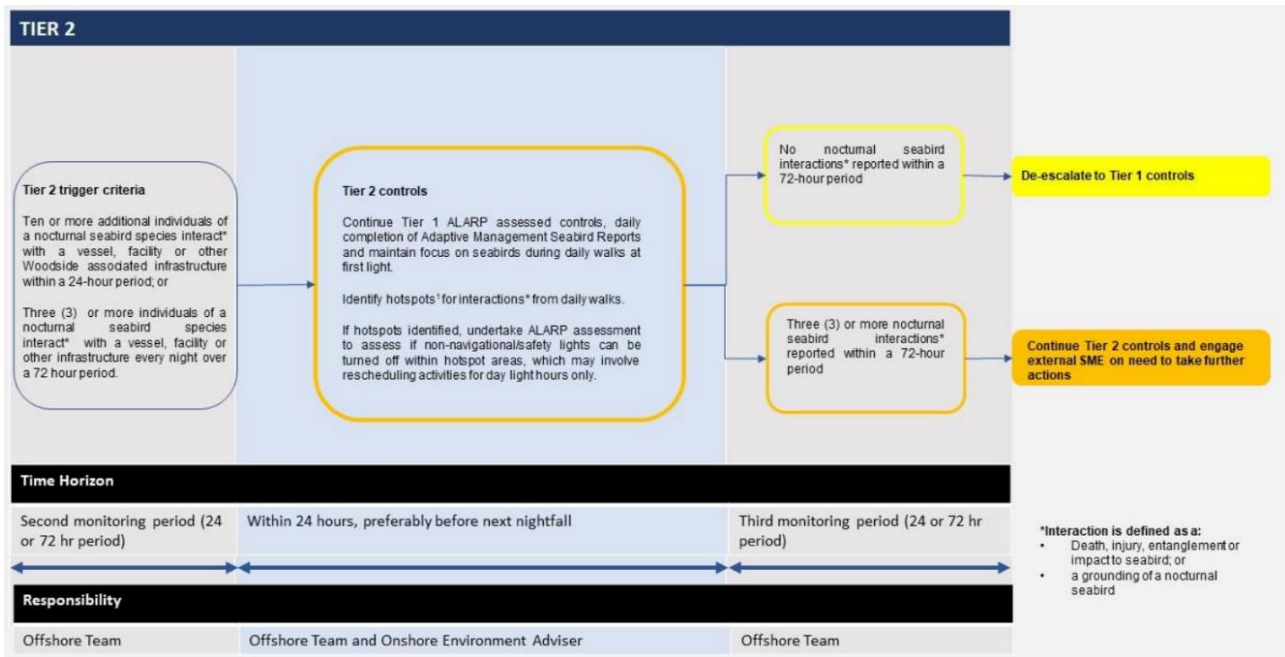 TIER 2
Tier 2 trigger criteria
Ten or more additional individuals of
a nocturnal seabird species interact*
with a vessel, facility or other
Woodside associated infrastructure
within a 24-hour period; or
Three (3) or more individuals of a
nocturnal seabird species
interact* with a vessel, facility or
other infrastructure every night over
a 72 hour period.
Tier 2 controls
Continue Tier 1 ALARP assessed controls, daily
completion of Adaptive Management Seabird Reports
and maintain focus on seabirds during daily walks at
first light.
Identify hotspots¹ for interactions* from daily walks.
If hotspots identified, undertake ALARP assessment
to assess if non-navigational/safety lights can be
turned off within hotspot areas, which may involve
rescheduling activities for day light hours only.
No nocturnal seabird
interactions* reported within a
72-hour period
De-escalate to Tier 1 controls
Three (3) or more nocturnal
seabird interactions*
reported within a 72-hour
period
Continue Tier 2 controls and engage
external SME on need to take further
actions
Time Horizon
Second monitoring period (24
or 72 hr period)
Within 24 hours, preferably before next nightfall
Third monitoring period (24 or 72 hr
period)
*Interaction is defined as a:
• Death, injury, entanglement or
impact to seabird; or
• a grounding of a nocturnal
seabird
Responsibility
Offshore Team
Offshore Team and Onshore Environment Adviser
Offshore Team